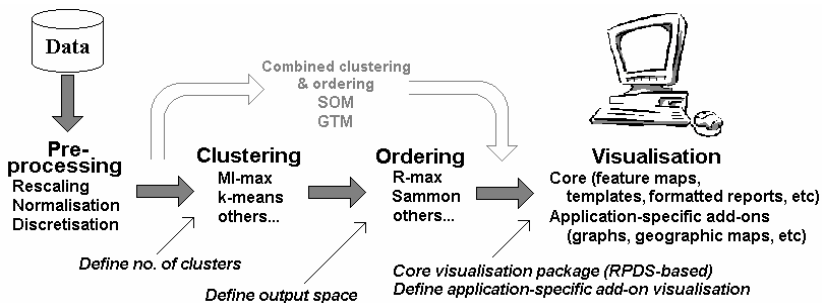 Data
Combined clustering
& ordering
SOM
GTM
Pre-
processing
Rescaling
Normalisation
Discretisation
Clustering
MI-max
k-means
others...
Ordering
R-max
Sammon
others...
Visualisation
Core (feature maps,
templates, formatted reports, etc)
Application-specific add-ons
(graphs, geographic maps, etc)
Define no. of clusters
Define output space
Core visualisation package (RPDS-based)
Define application-specific add-on visualisation